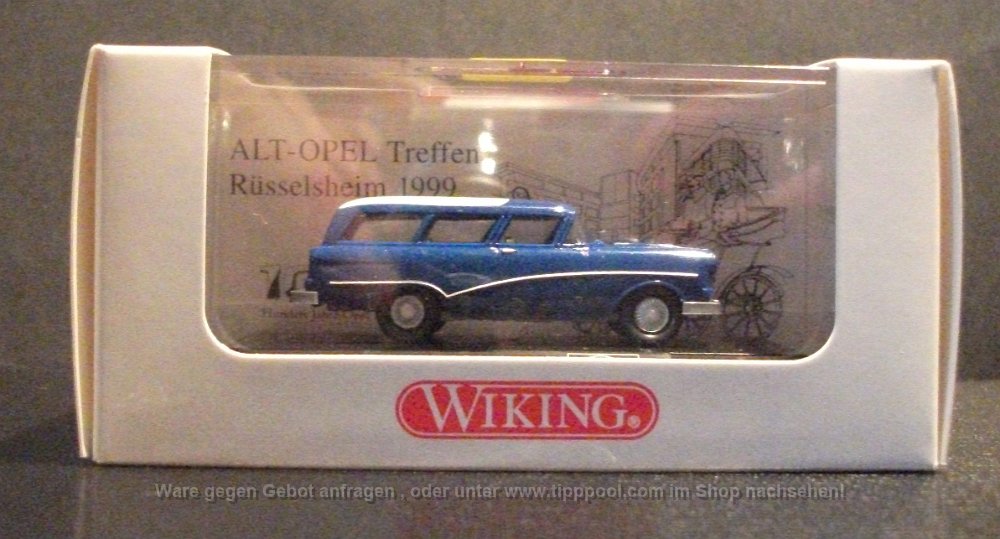 ALT-OPEL Treffen
Rüsselsheim 1999
WIKING®
Ware gegen Gebot anfragen , oder unter www.tipppool.com im Shop nachsehen!